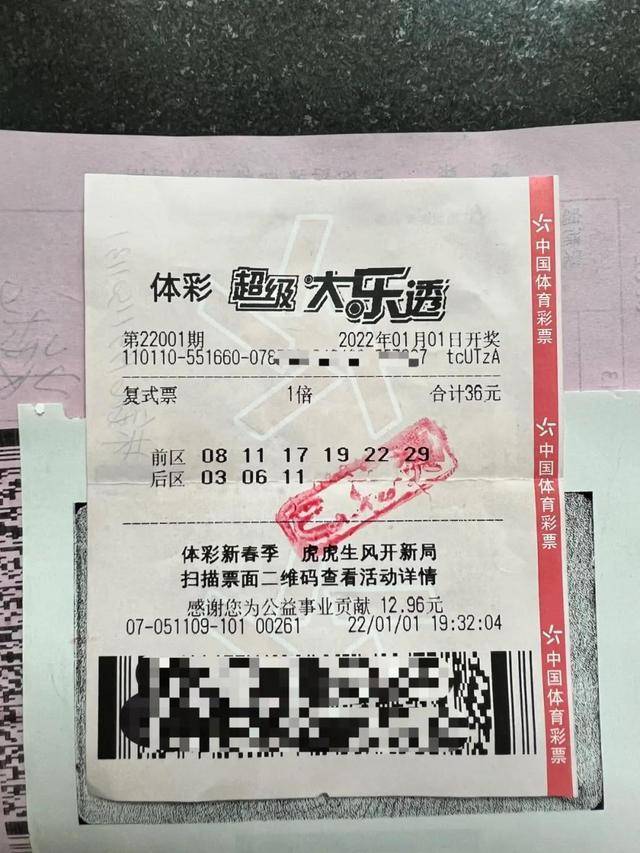 体彩 超级大乐透
第22001期 2022年01月01日开奖
110110-551660-078 tcUTzA
复式票 1倍 合计36元
前区 08 11 17 19 22 29
后区 03 06 11
体彩新春季 虎虎生风开新局
扫描票面二维码查看活动详情
感谢您为公益事业贡献 12.96元
07-051109-101 00261 22/01/01 19:32:04
中国体育彩票
中国体育彩票
中国体育彩票